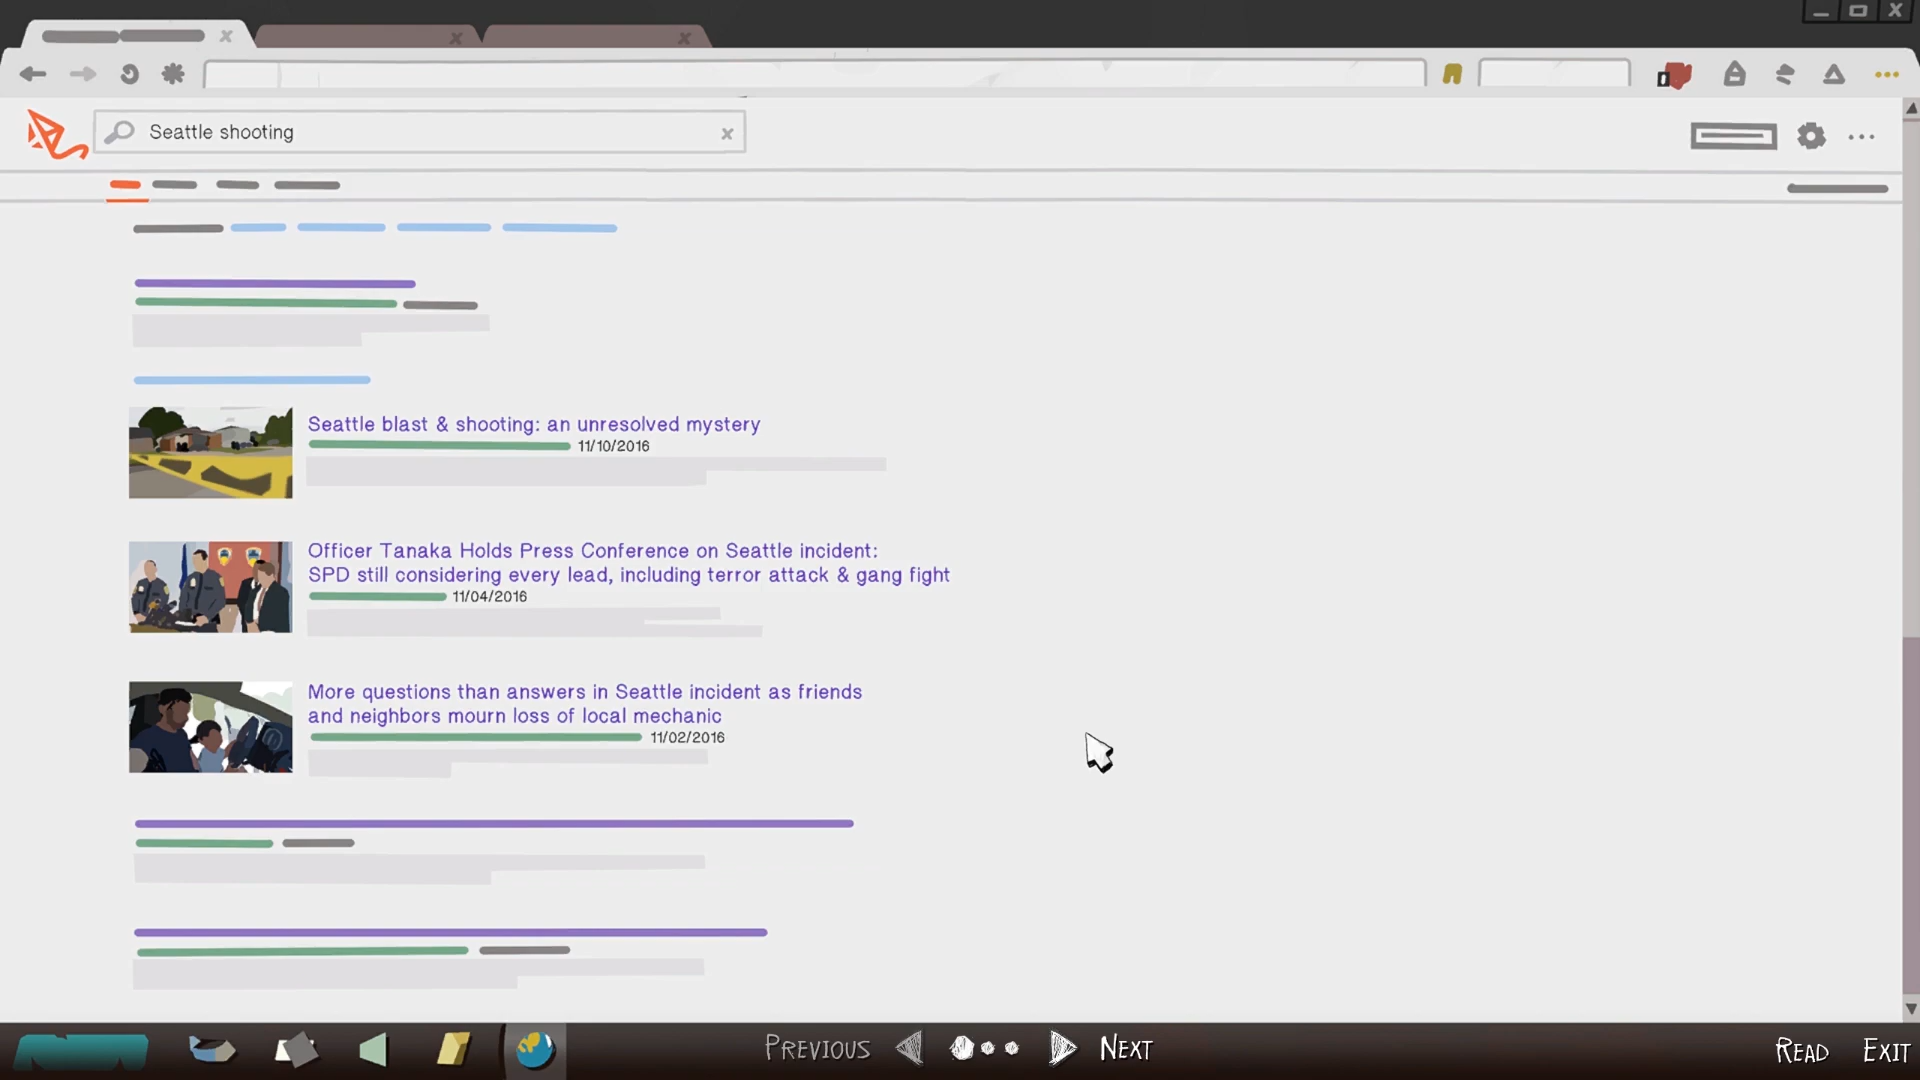 Seattle shooting
Seattle blast & shooting: an unresolved mystery
11/10/2016
Officer Tanaka Holds Press Conference on Seattle incident:
SPD still considering every lead, including terror attack & gang fight
11/04/2016
More questions than answers in Seattle incident as friends
and neighbors mourn loss of local mechanic
11/02/2016
PREVIOUS NEXT READ EXIT